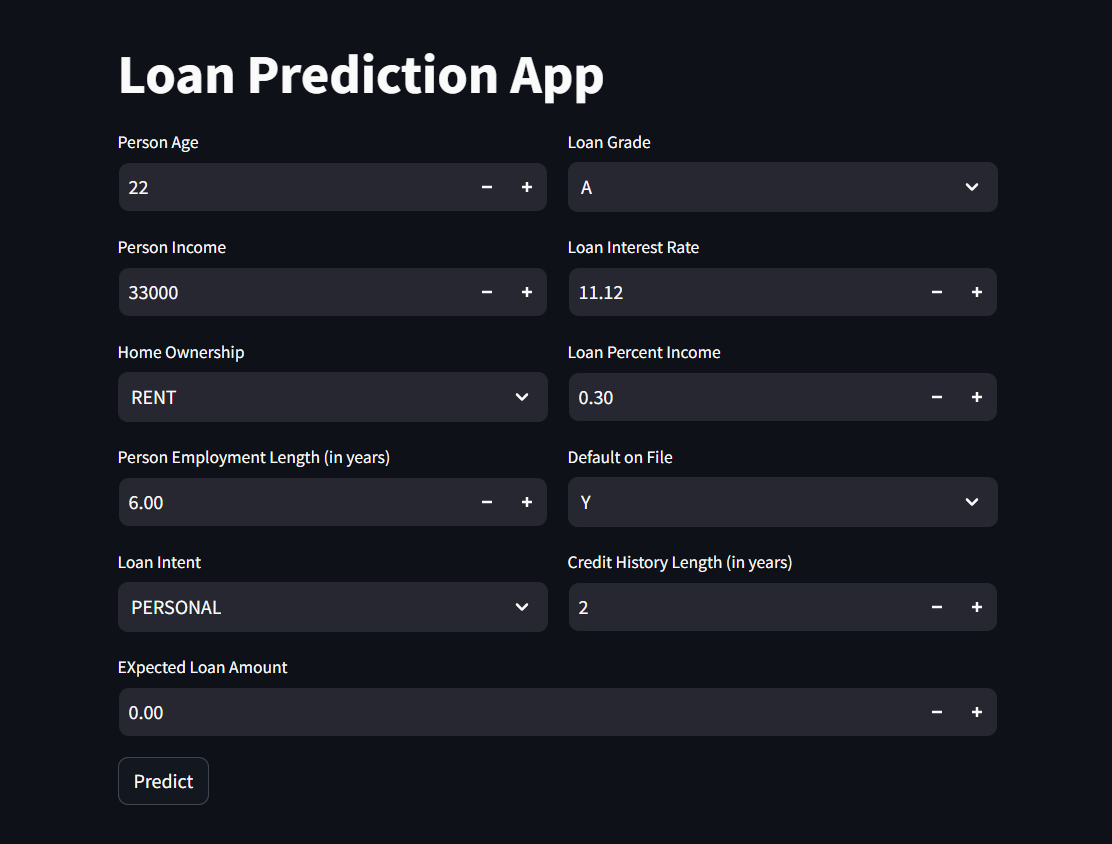 Loan Prediction App
Person Age
22
Loan Grade
A
Person Income
33000
Loan Interest Rate
11.12
Home Ownership
RENT
Loan Percent Income
0.30
Person Employment Length (in years)
6.00
Default on File
Y
Loan Intent
PERSONAL
Credit History Length (in years)
2
EXpected Loan Amount
0.00
Predict